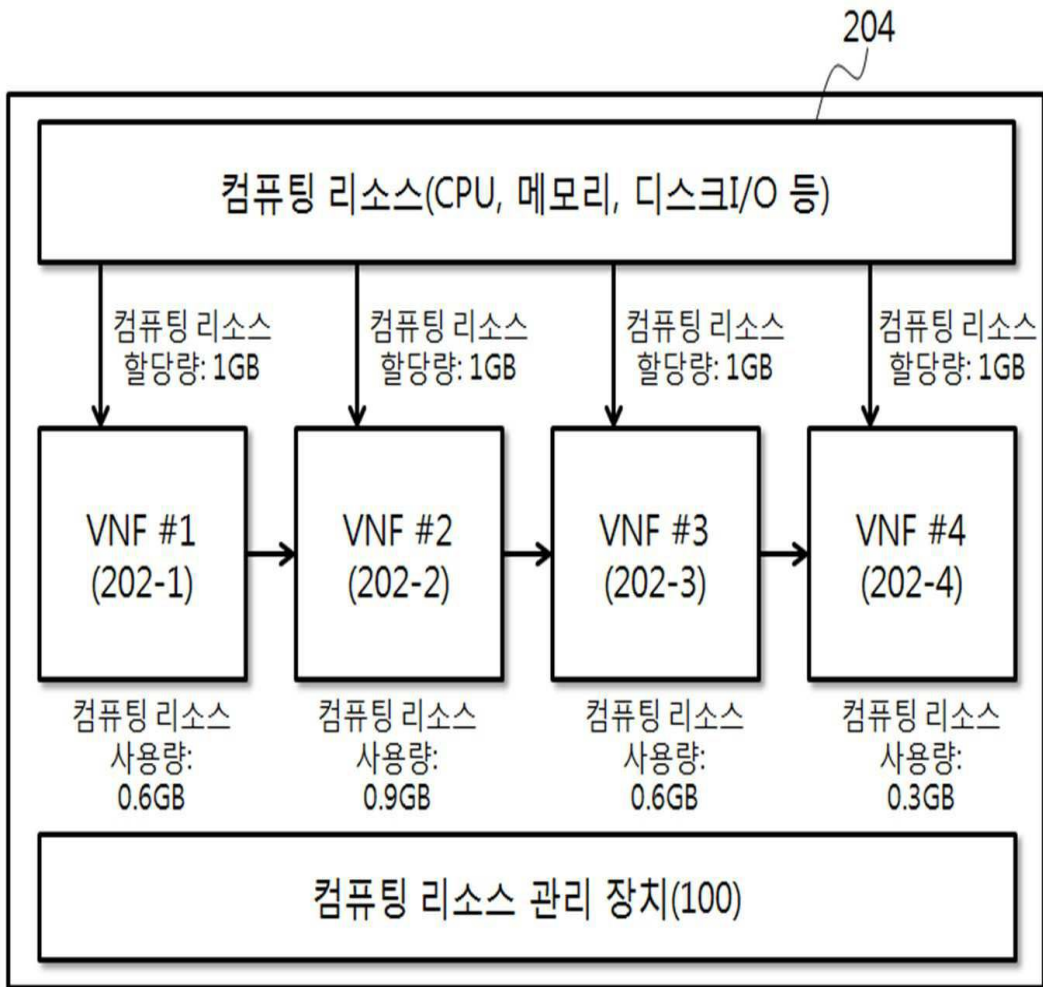 204
컴퓨팅 리소스(CPU, 메모리, 디스크I/O 등)
컴퓨팅 리소스
할당량: 1GB
컴퓨팅 리소스
할당량: 1GB
컴퓨팅 리소스
할당량: 1GB
컴퓨팅 리소스
할당량: 1GB
VNF #1
(202-1)
VNF #2
(202-2)
VNF #3
(202-3)
VNF #4
(202-4)
컴퓨팅 리소스
사용량:
0.6GB
컴퓨팅 리소스
사용량:
0.9GB
컴퓨팅 리소스
사용량:
0.6GB
컴퓨팅 리소스
사용량:
0.3GB
컴퓨팅 리소스 관리 장치(100)